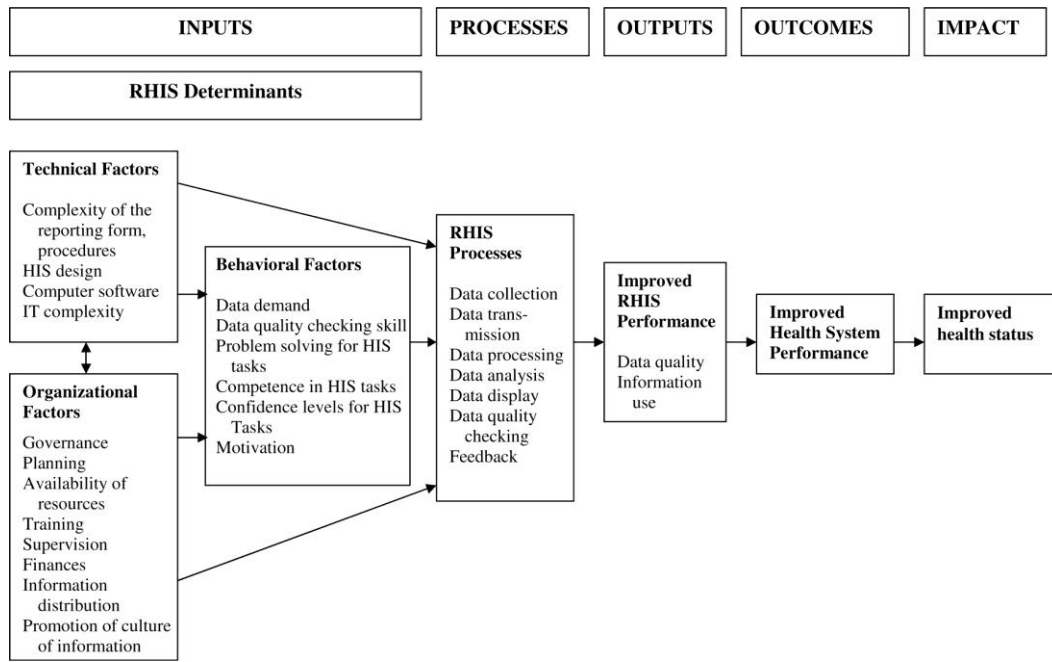 INPUTS
PROCESSES
OUTPUTS
OUTCOMES
IMPACT
RHIS Determinants
Technical Factors
Complexity of the
reporting form,
procedures
HIS design
Computer software
IT complexity
Organizational
Factors
Governance
Planning
Availability of
resources
Training
Supervision
Finances
Information
distribution
Promotion of culture
of information
Behavioral Factors
Data demand
Data quality checking skill
Problem solving for HIS
tasks
Competence in HIS tasks
Confidence levels for HIS
Tasks
Motivation
RHIS
Processes
Data collection
Data trans-
mission
Data processing
Data analysis
Data display
Data quality
checking
Feedback
Improved
RHIS
Performance
Data quality
Information
use
Improved
Health System
Performance
Improved
health status